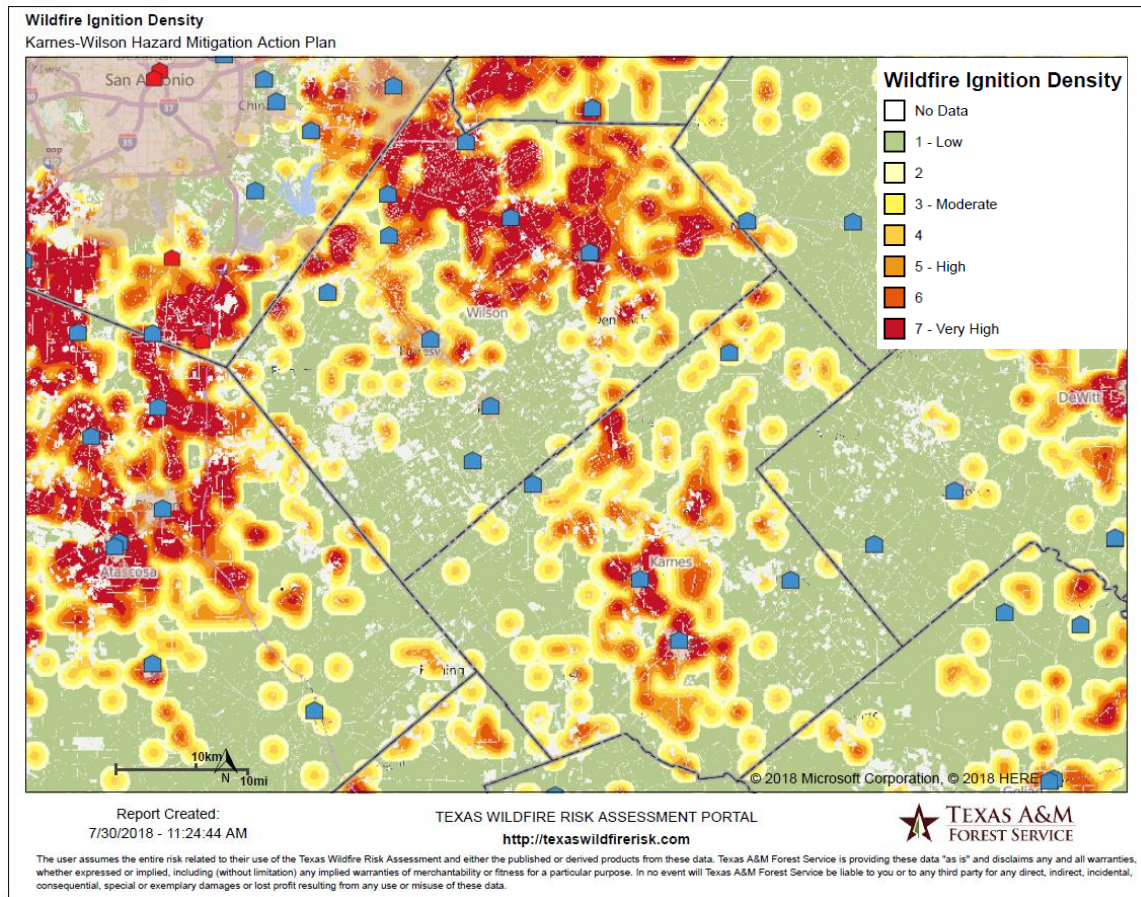 Wildfire Ignition Density
Karnes-Wilson Hazard Mitigation Action Plan
San Antonio
37
35
Wilson
DeWitt
Karnes
Atascosa
Wildfire Ignition Density
No Data
1 - Low
2
3 - Moderate
4
5 - High
6
7 - Very High
10km
N
10mi
© 2018 Microsoft Corporation, © 2018 HERE
Report Created:
7/30/2018 - 11:24:44 AM
TEXAS WILDFIRE RISK ASSESSMENT PORTAL
http://texaswildfirerisk.com
TEXAS A&M
FOREST SERVICE
The user assumes the entire risk related to their use of the Texas Wildfire Risk Assessment and either the published or derived products from these data. Texas A&M Forest Service is providing these data "as is" and disclaims any and all warranties,
whether expressed or implied, including (without limitation) any implied warranties of merchantability or fitness for a particular purpose. In no event will Texas A&M Forest Service be liable to you or to any third party for any direct, indirect, incidental,
consequential, special or exemplary damages or lost profit resulting from any use or misuse of these data.